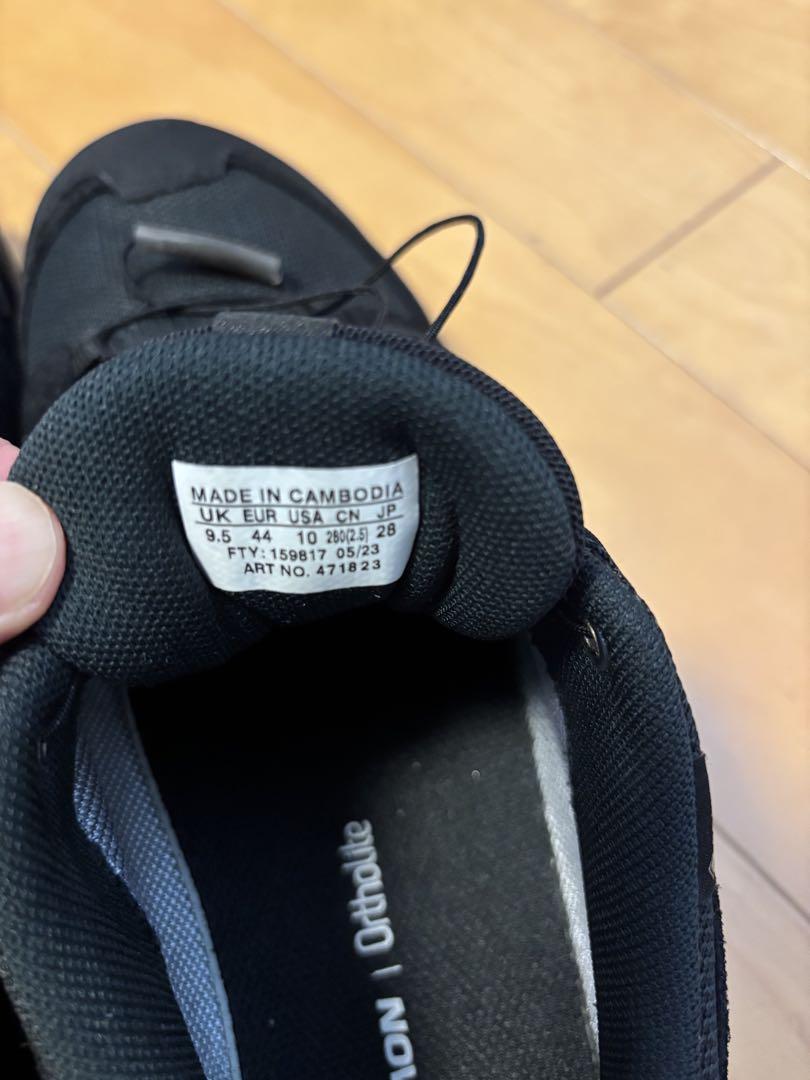 MADE IN CAMBODIA
UK EUR USA CN JP
9.5 44 10 280(2.5) 28
FTY: 159817 05/23
ART NO. 471823
MON | Ortholite